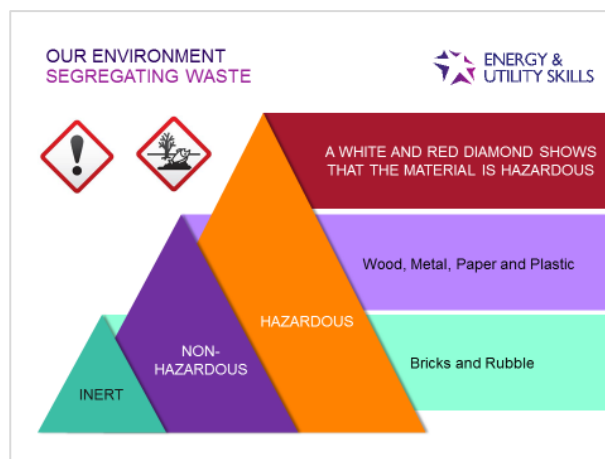 OUR ENVIRONMENT
SEGREGATING WASTE
ENERGY &
UTILITY SKILLS
A WHITE AND RED DIAMOND SHOWS
THAT THE MATERIAL IS HAZARDOUS
Wood, Metal, Paper and Plastic
HAZARDOUS
NON-
HAZARDOUS
Bricks and Rubble
INERT